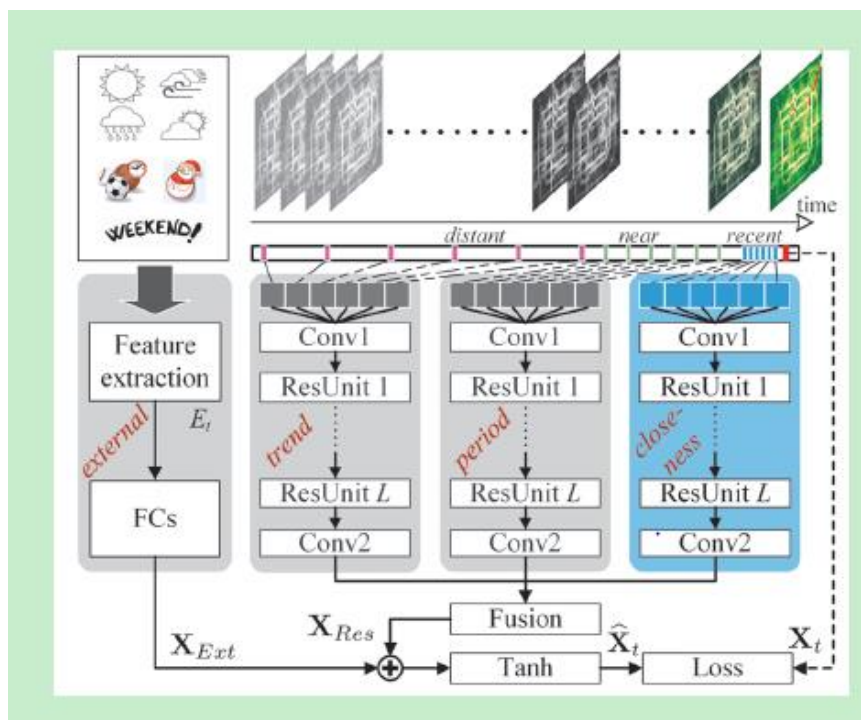 WEEKEND!
time
distant near recent
Feature extraction
E_t
external
FCs
Conv1
ResUnit 1
trend
ResUnit L
Conv2
Conv1
ResUnit 1
period
ResUnit L
Conv2
Conv1
ResUnit 1
close-
ness
ResUnit L
Conv2
Fusion
X_Res
X_Ext
Tanh
X̂_t
Loss
X_t